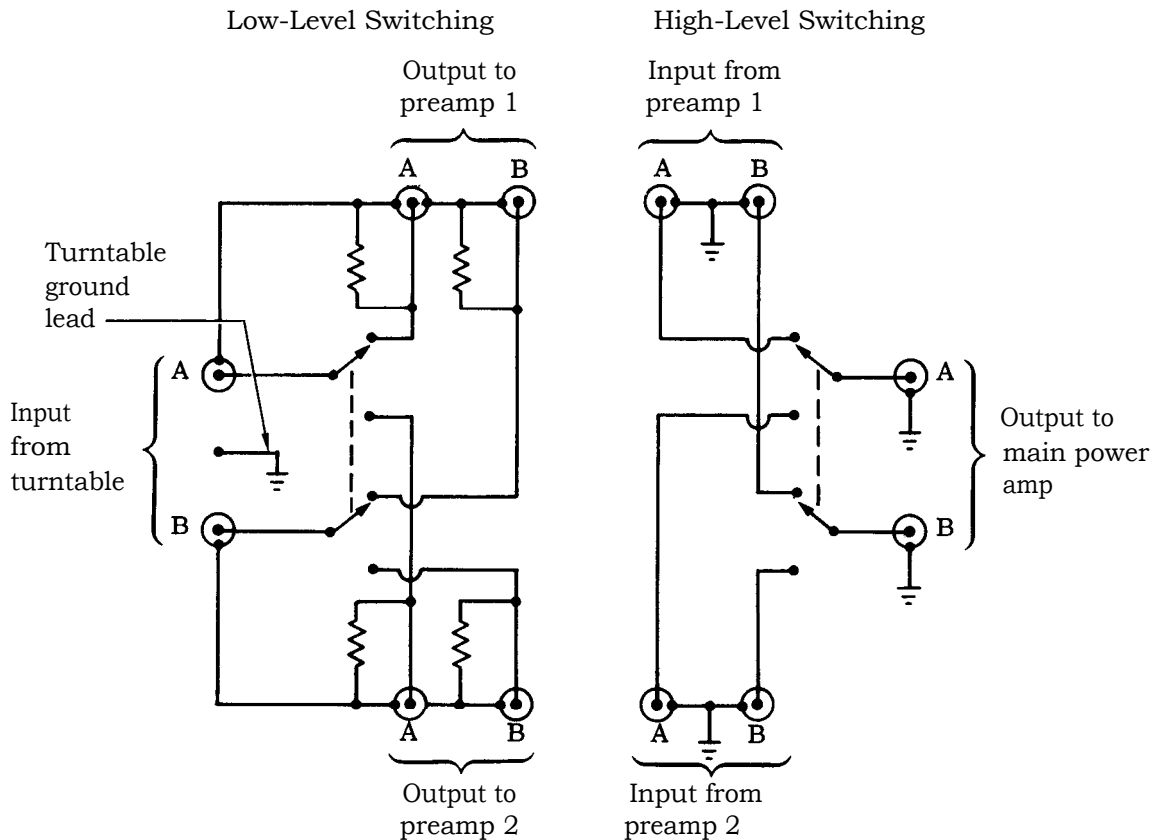 Low-Level Switching
High-Level Switching
Output to
preamp 1
Input from
preamp 1
A
B
A
B
Turntable
ground
lead
A
Input
from
turntable
B
A
Output to
main power
amp
B
A
B
A
B
Output to
preamp 2
Input from
preamp 2